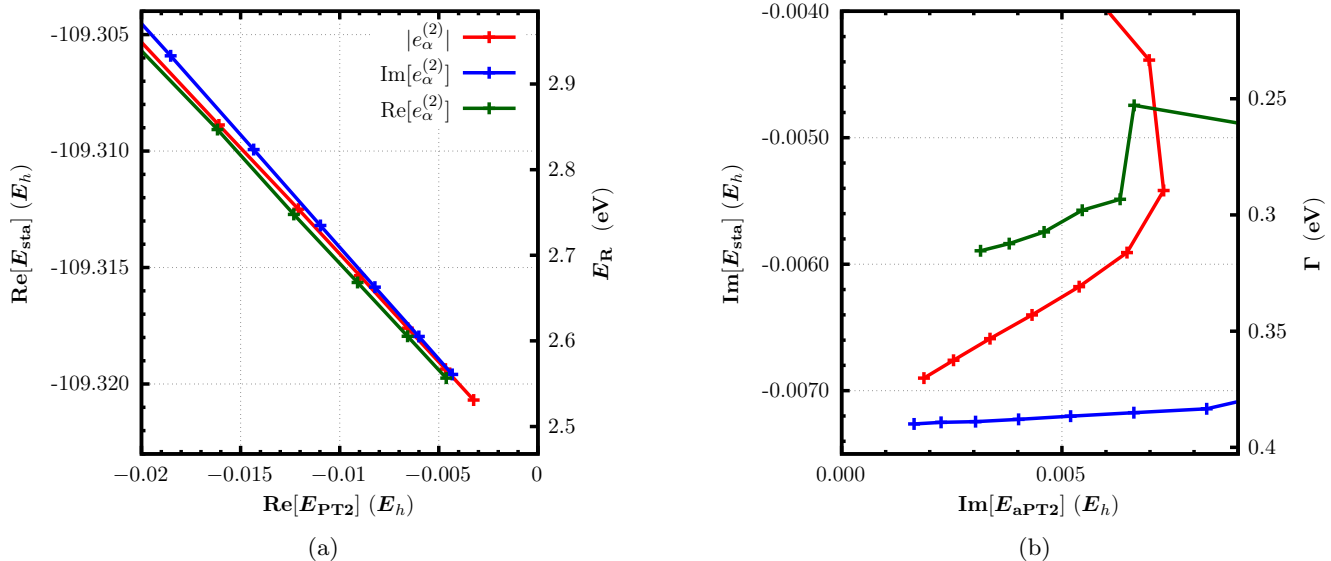 -109.305
-109.310
-109.315
-109.320
Re[E_sta] (E_h)
|e_α^(2)|
Im[e_α^(2)]
Re[e_α^(2)]
2.9
2.8
2.7
2.6
2.5
E_R (eV)
−0.02 −0.015 −0.01 −0.005 0
Re[E_PT2] (E_h)
(a)
-0.0040
-0.0050
-0.0060
-0.0070
Im[E_sta] (E_h)
0.25
0.3
0.35
0.4
Γ (eV)
0.000 0.005
Im[E_aPT2] (E_h)
(b)